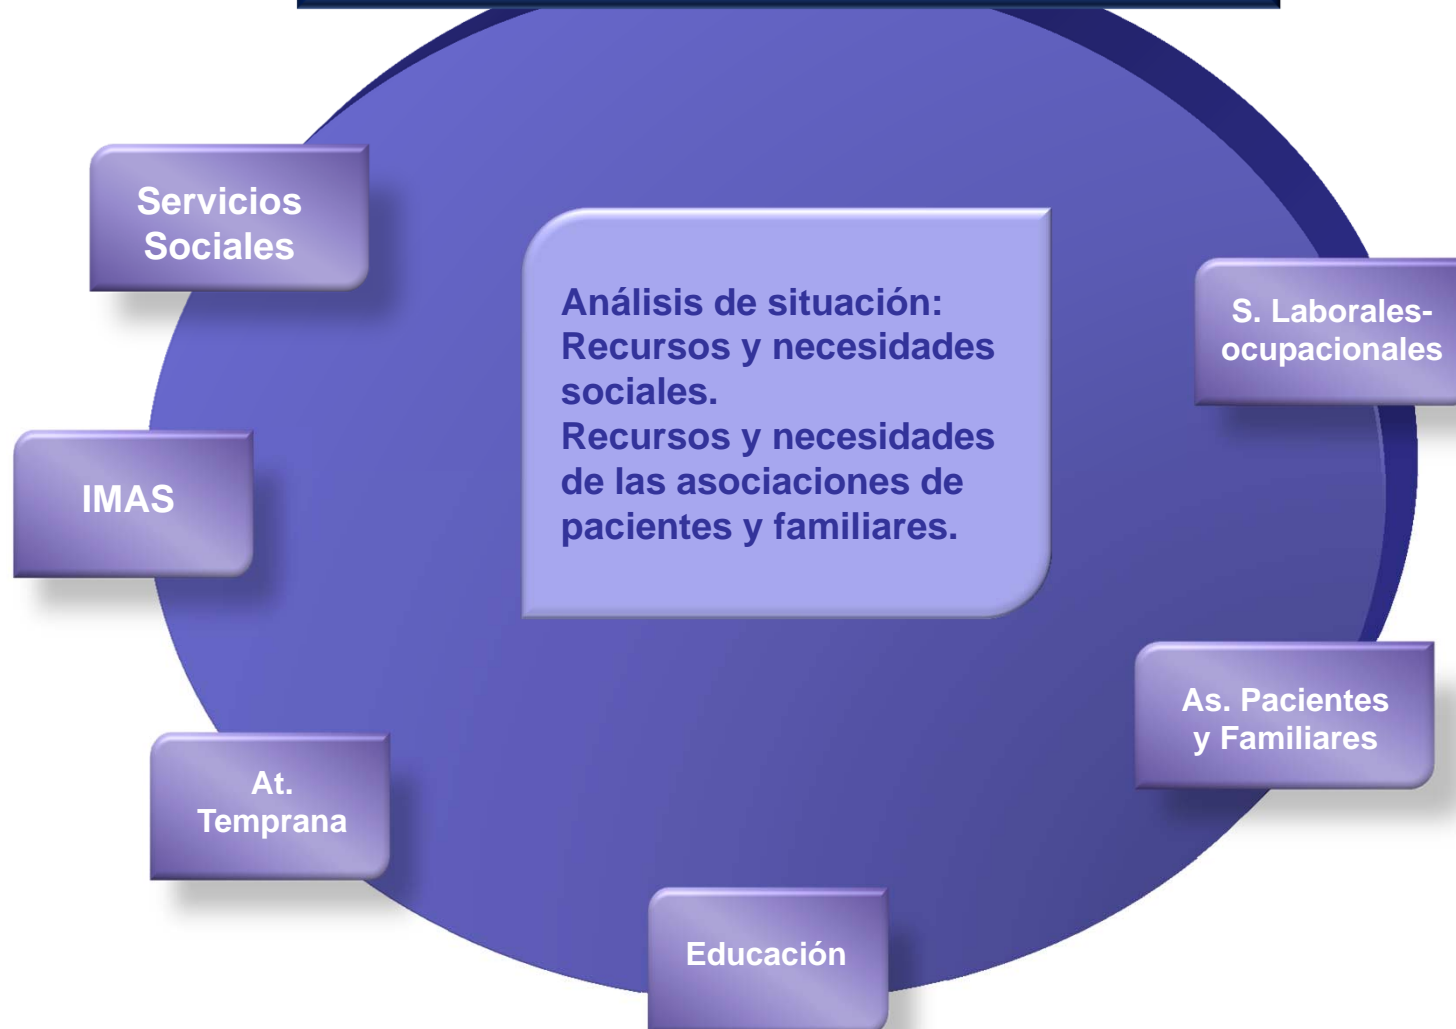 Servicios
Sociales
Análisis de situación:
Recursos y necesidades
sociales.
Recursos y necesidades
de las asociaciones de
pacientes y familiares.
S. Laborales-
ocupacionales
IMAS
As. Pacientes
y Familiares
At.
Temprana
Educación